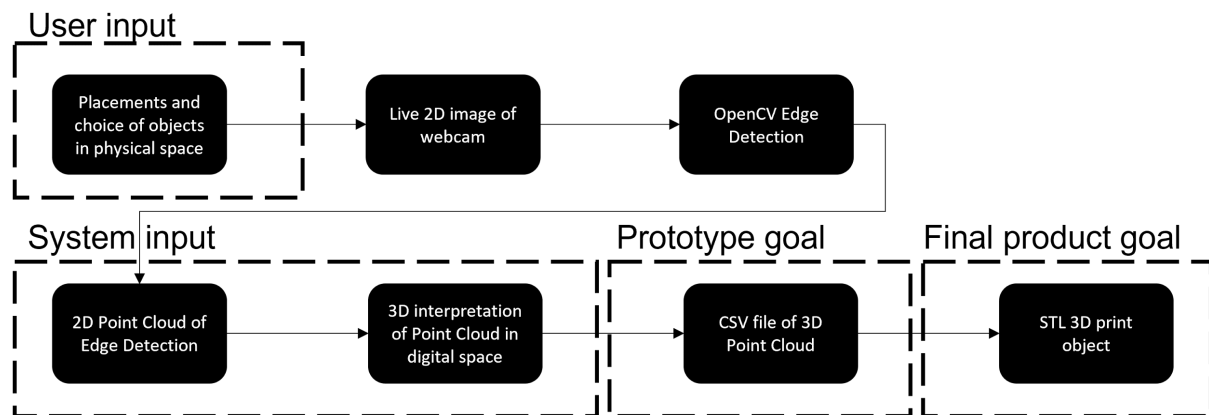 User input
Placements and
choice of objects
in physical space
Live 2D image of
webcam
OpenCV Edge
Detection
System input
Prototype goal
Final product goal
2D Point Cloud of
Edge Detection
3D interpretation
of Point Cloud in
digital space
CSV file of 3D
Point Cloud
STL 3D print
object